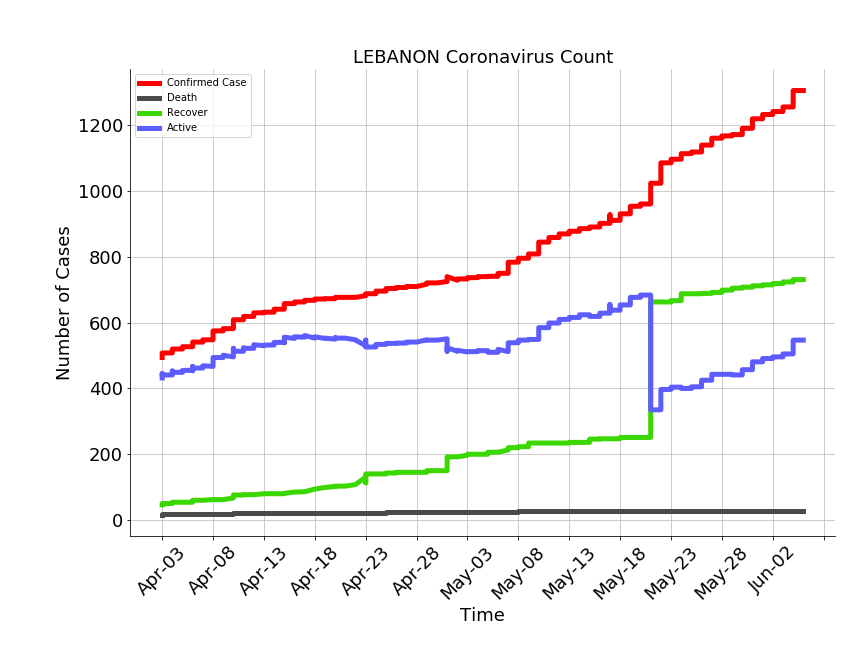 LEBANON Coronavirus Count
Confirmed Case
Death
Recover
Active
Number of Cases
1200
1000
800
600
400
200
0
Apr-03
Apr-08
Apr-13
Apr-18
Apr-23
Apr-28
May-03
May-08
May-13
May-18
May-23
May-28
Jun-02
Time